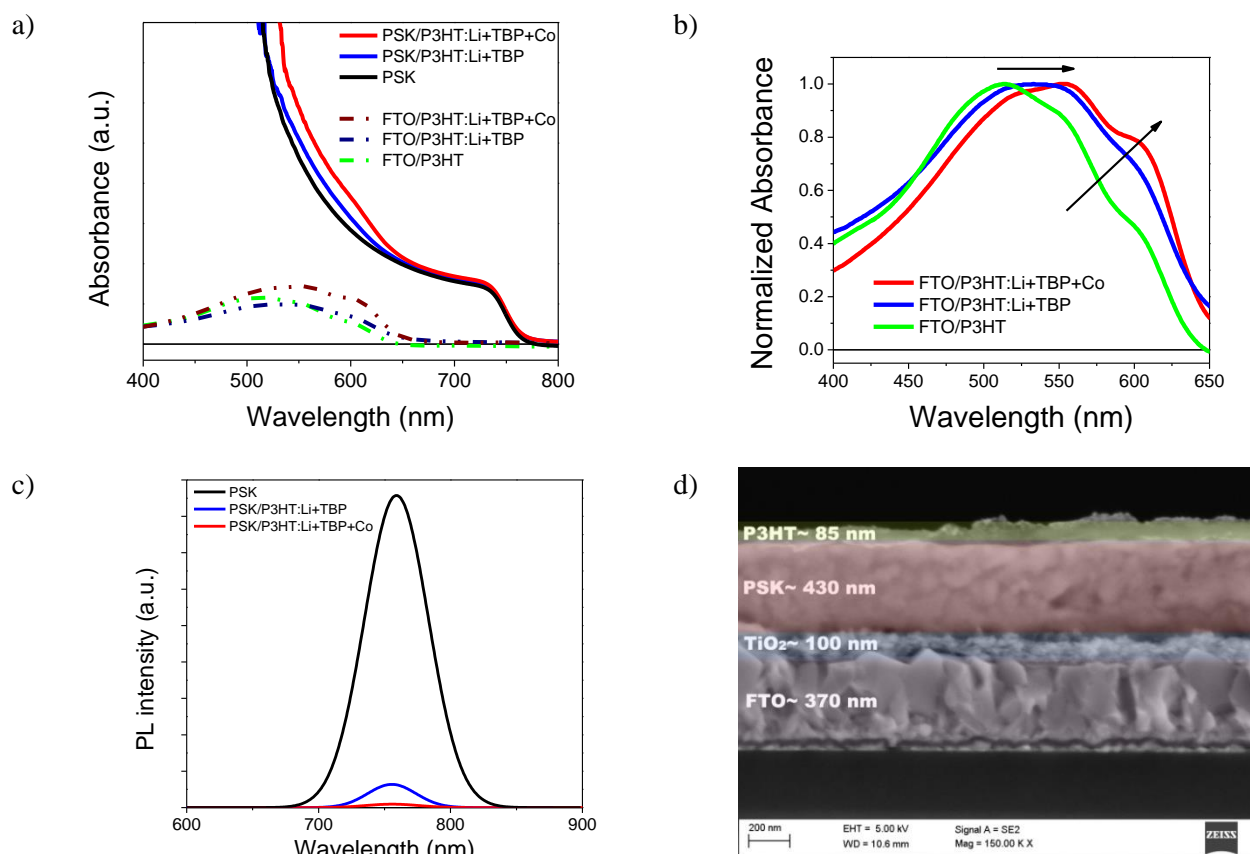 a)
Absorbance (a.u.)
PSK/P3HT:Li+TBP+Co
PSK/P3HT:Li+TBP
PSK
FTO/P3HT:Li+TBP+Co
FTO/P3HT:Li+TBP
FTO/P3HT
400 500 600 700 800
Wavelength (nm)
b)
Normalized Absorbance
1.0
0.8
0.6
0.4
0.2
0.0
FTO/P3HT:Li+TBP+Co
FTO/P3HT:Li+TBP
FTO/P3HT
400 450 500 550 600 650
Wavelength (nm)
c)
PL intensity (a.u.)
PSK
PSK/P3HT:Li+TBP
PSK/P3HT:Li+TBP+Co
600 700 800 900
Wavelength (nm)
d)
P3HT~ 85 nm
PSK~ 430 nm
TiO₂~ 100 nm
FTO~ 370 nm
200 nm
EHT = 5.00 kV
Signal A = SE2
WD = 10.6 mm
Mag = 150.00 K X
ZEISS